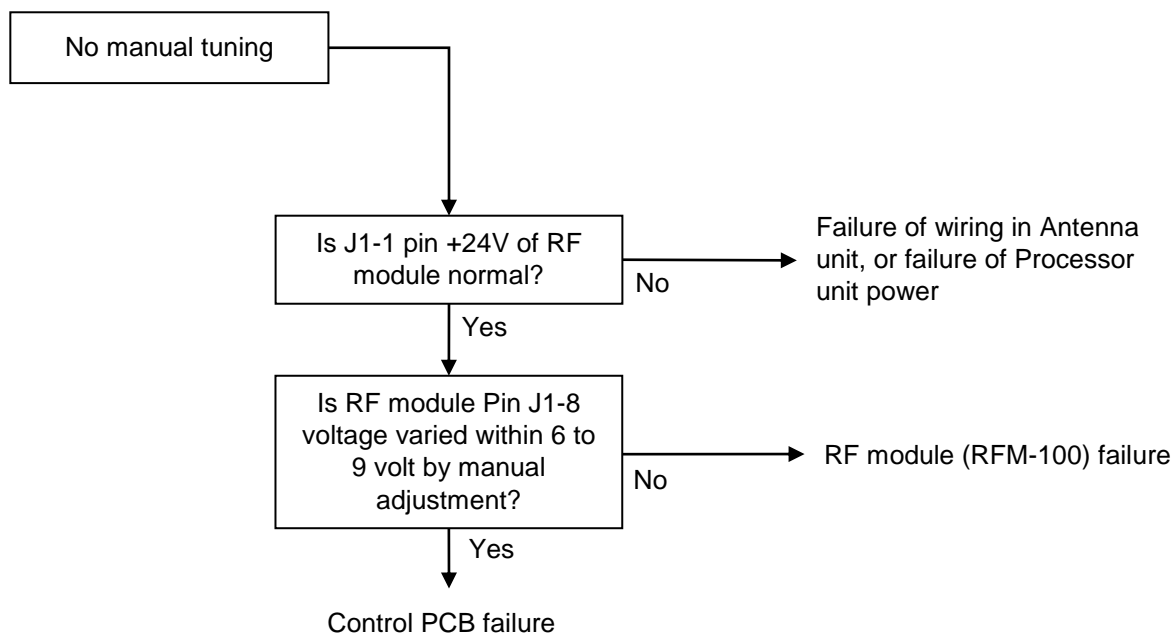 No manual tuning
Is J1-1 pin +24V of RF
module normal?
No
Failure of wiring in Antenna
unit, or failure of Processor
unit power
Yes
Is RF module Pin J1-8
voltage varied within 6 to
9 volt by manual
adjustment?
No
RF module (RFM-100) failure
Yes
Control PCB failure